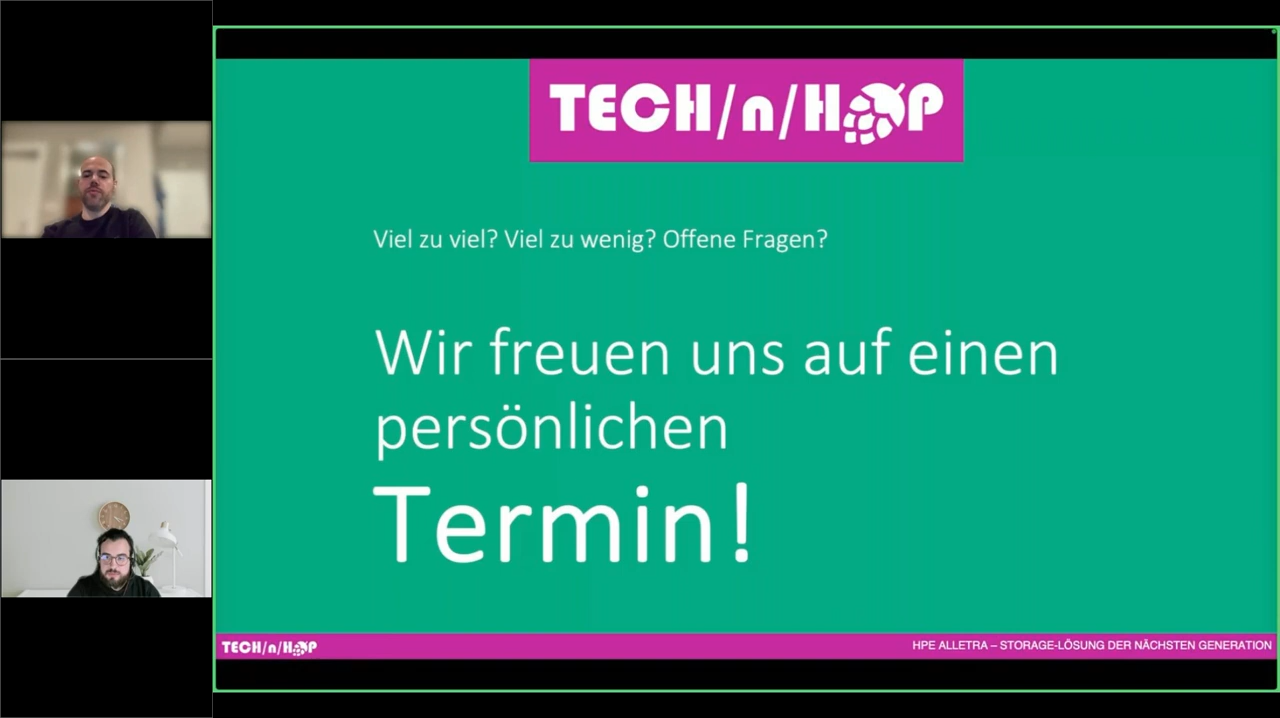 TECH/n/HOP
Viel zu viel? Viel zu wenig? Offene Fragen?
Wir freuen uns auf einen
persönlichen
Termin!
TECH/n/HOP
HPE ALLETRA – STORAGE-LÖSUNG DER NÄCHSTEN GENERATION